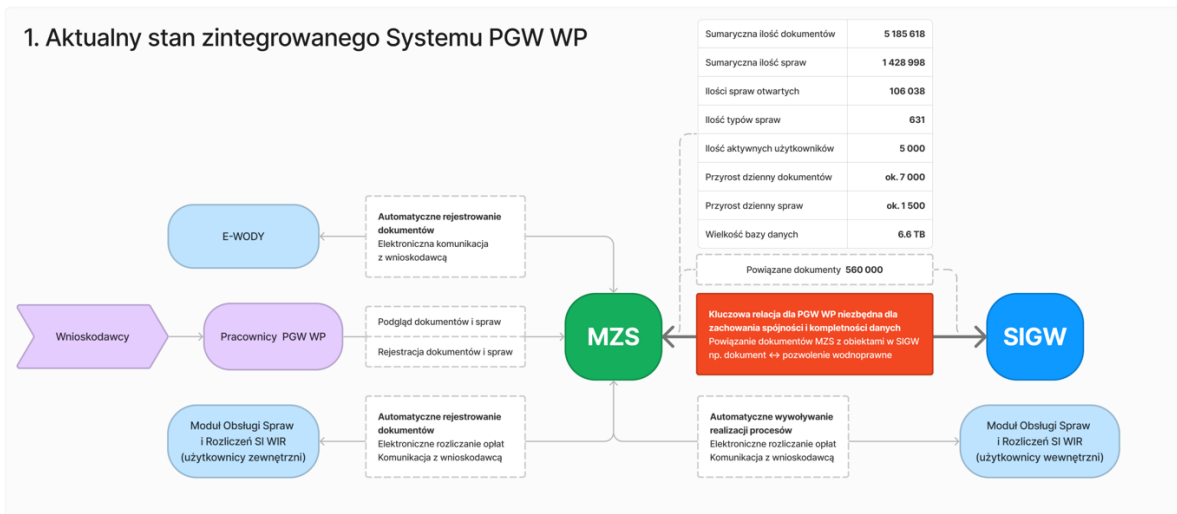 1. Aktualny stan zintegrowanego Systemu PGW WP
Sumaryczna ilość dokumentów 5 185 618
Sumaryczna ilość spraw 1 428 998
Ilości spraw otwartych 106 038
Ilość typów spraw 631
Ilość aktywnych użytkowników 5 000
Przyrost dzienny dokumentów ok. 7 000
Przyrost dzienny spraw ok. 1 500
Wielkość bazy danych 6.6 TB
Powiązane dokumenty 560 000
E-WODY
Automatyczne rejestrowanie
dokumentów
Elektroniczna komunikacja
z wnioskodawcą
Wnioskodawcy
Pracownicy PGW WP
Podgląd dokumentów i spraw
Rejestracja dokumentów i spraw
MZS
Kluczowa relacja dla PGW WP niezbędna dla
zachowania spójności i kompletności danych
Powiązanie dokumentów MZS z obiektami w SIGW
np. dokument ↔ pozwolenie wodnoprawne
SIGW
Moduł Obsługi Spraw
i Rozliczeń SI WIR
(użytkownicy zewnętrzni)
Automatyczne rejestrowanie
dokumentów
Elektroniczne rozliczanie opłat
Komunikacja z wnioskodawcą
Automatyczne wywoływanie
realizacji procesów
Elektroniczne rozliczanie opłat
Komunikacja z wnioskodawcą
Moduł Obsługi Spraw
i Rozliczeń SI WIR
(użytkownicy wewnętrzni)